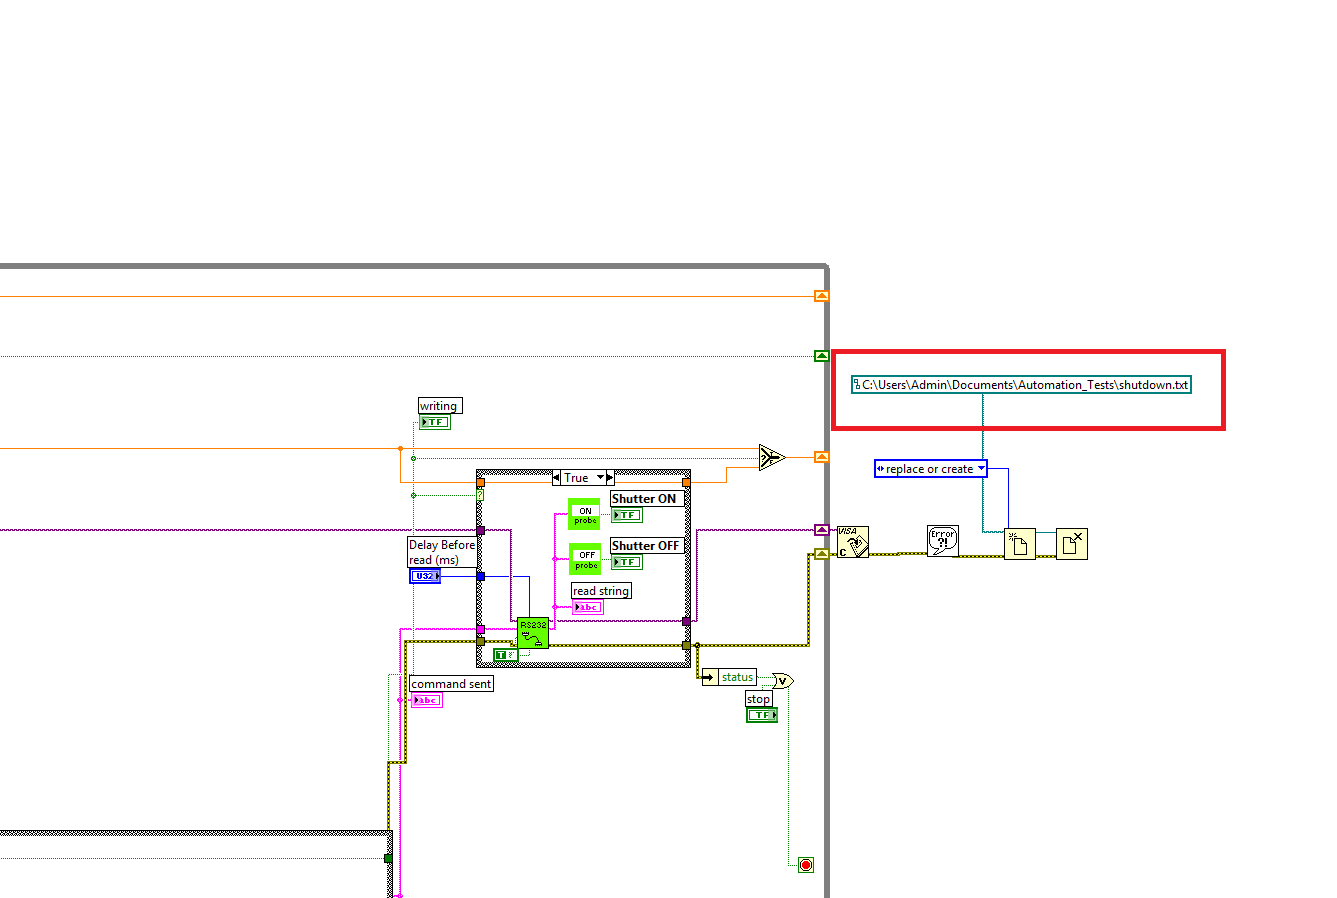 C:\Users\Admin\Documents\Automation_Tests\shutdown.txt
writing
TF
replace or create
?
True
?
Shutter ON
ON
probe
TF
VISA
C
Error
?!
Delay Before
read (ms)
U32
Shutter OFF
OFF
probe
TF
read string
abc
RS232
T
status
V
command sent
abc
stop
TF